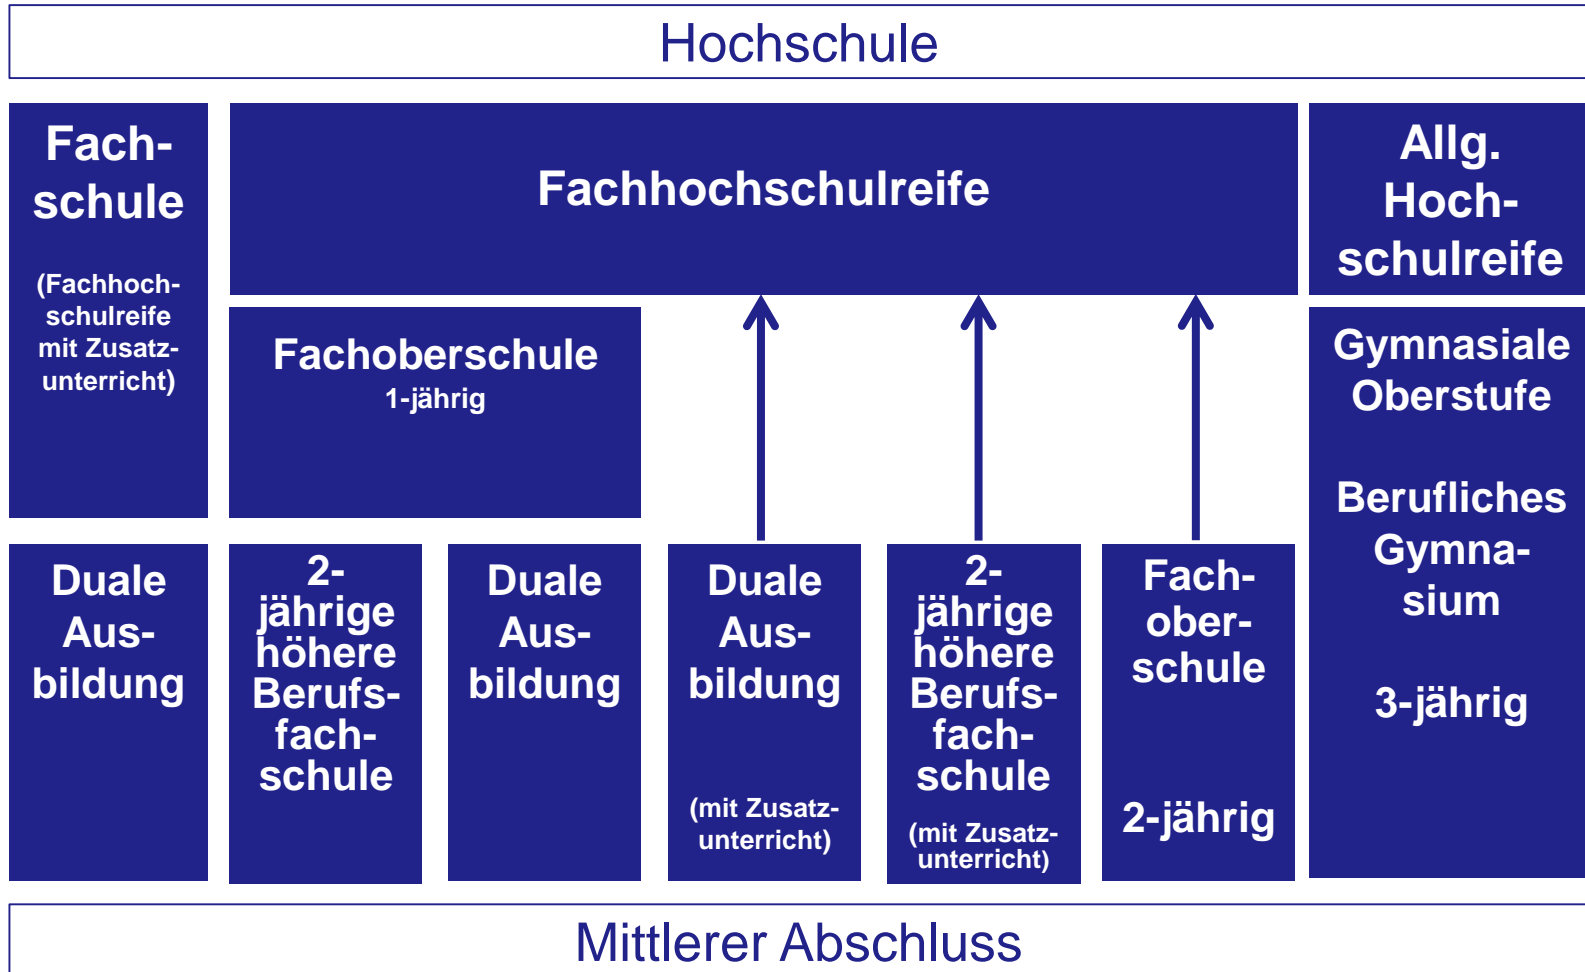 Hochschule
Fach-
schule
(Fachhoch-
schulreife
mit Zusatz-
unterricht)
Fachhochschulreife
Allg.
Hoch-
schulreife
Fachoberschule
1-jährig
Gymnasiale
Oberstufe
Berufliches
Gymna-
sium
3-jährig
Duale
Aus-
bildung
2-
jährige
höhere
Berufs-
fach-
schule
Duale
Aus-
bildung
Duale
Aus-
bildung
(mit Zusatz-
unterricht)
2-
jährige
höhere
Berufs-
fach-
schule
(mit Zusatz-
unterricht)
Fach-
ober-
schule
2-jährig
Mittlerer Abschluss